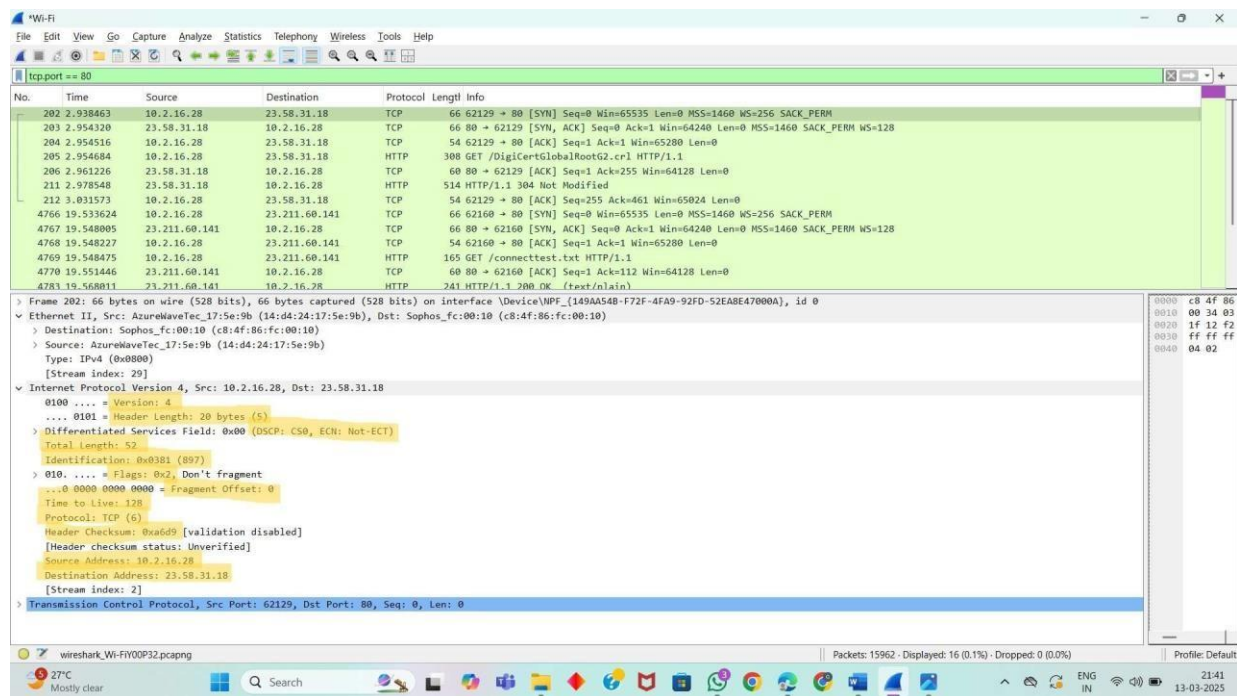 *Wi-Fi
File Edit View Go Capture Analyze Statistics Telephony Wireless Tools Help
tcp.port == 80
No. Time Source Destination Protocol Lengtl Info
202 2.938463 10.2.16.28 23.58.31.18 TCP 66 62129 → 80 [SYN] Seq=0 Win=65535 Len=0 MSS=1460 WS=256 SACK_PERM
203 2.954320 23.58.31.18 10.2.16.28 TCP 66 80 → 62129 [SYN, ACK] Seq=0 Ack=1 Win=64240 Len=0 MSS=1460 SACK_PERM WS=128
204 2.954516 10.2.16.28 23.58.31.18 TCP 54 62129 → 80 [ACK] Seq=1 Ack=1 Win=65280 Len=0
205 2.954684 10.2.16.28 23.58.31.18 HTTP 308 GET /DigiCertGlobalRootG2.crl HTTP/1.1
206 2.961226 23.58.31.18 10.2.16.28 TCP 60 80 → 62129 [ACK] Seq=1 Ack=255 Win=64128 Len=0
211 2.978548 23.58.31.18 10.2.16.28 HTTP 514 HTTP/1.1 304 Not Modified
212 3.031573 10.2.16.28 23.58.31.18 TCP 54 62129 → 80 [ACK] Seq=255 Ack=461 Win=65024 Len=0
4766 19.533624 10.2.16.28 23.211.60.141 TCP 66 62160 → 80 [SYN] Seq=0 Win=65535 Len=0 MSS=1460 WS=256 SACK_PERM
4767 19.548005 23.211.60.141 10.2.16.28 TCP 66 80 → 62160 [SYN, ACK] Seq=0 Ack=1 Win=64240 Len=0 MSS=1460 SACK_PERM WS=128
4768 19.548227 10.2.16.28 23.211.60.141 TCP 54 62160 → 80 [ACK] Seq=1 Ack=1 Win=65280 Len=0
4769 19.548475 10.2.16.28 23.211.60.141 HTTP 165 GET /connecttest.txt HTTP/1.1
4770 19.551446 23.211.60.141 10.2.16.28 TCP 60 80 → 62160 [ACK] Seq=1 Ack=112 Win=64128 Len=0
4783 19.568011 23.211.60.141 10.2.16.28 HTTP 241 HTTP/1.1 200 OK (text/plain)
Frame 202: 66 bytes on wire (528 bits), 66 bytes captured (528 bits) on interface \Device\NPF_{149AA54B-F72F-4FA9-92FD-52EA8E47000A}, id 0
Ethernet II, Src: AzureWaveTec_17:5e:9b (14:d4:24:17:5e:9b), Dst: Sophos_fc:00:10 (c8:4f:86:fc:00:10)
Destination: Sophos_fc:00:10 (c8:4f:86:fc:00:10)
Source: AzureWaveTec_17:5e:9b (14:d4:24:17:5e:9b)
Type: IPv4 (0x0800)
[Stream index: 29]
Internet Protocol Version 4, Src: 10.2.16.28, Dst: 23.58.31.18
0100 .... = Version: 4
.... 0101 = Header Length: 20 bytes (5)
Differentiated Services Field: 0x00 (DSCP: CS0, ECN: Not-ECT)
Total Length: 52
Identification: 0x0381 (897)
010. .... = Flags: 0x2, Don't fragment
...0 0000 0000 0000 = Fragment Offset: 0
Time to Live: 128
Protocol: TCP (6)
Header Checksum: 0xa6d9 [validation disabled]
[Header checksum status: Unverified]
Source Address: 10.2.16.28
Destination Address: 23.58.31.18
[Stream index: 2]
Transmission Control Protocol, Src Port: 62129, Dst Port: 80, Seq: 0, Len: 0
0000 c8 4f 86
0010 00 34 03
0020 1f 12 f2
0030 ff ff ff
0040 04 02
wireshark_Wi-FiY00P32.pcapng Packets: 15962 · Displayed: 16 (0.1%) · Dropped: 0 (0.0%) Profile: Default
27°C
Mostly clear
Search
ENG
IN
21:41
13-03-2025